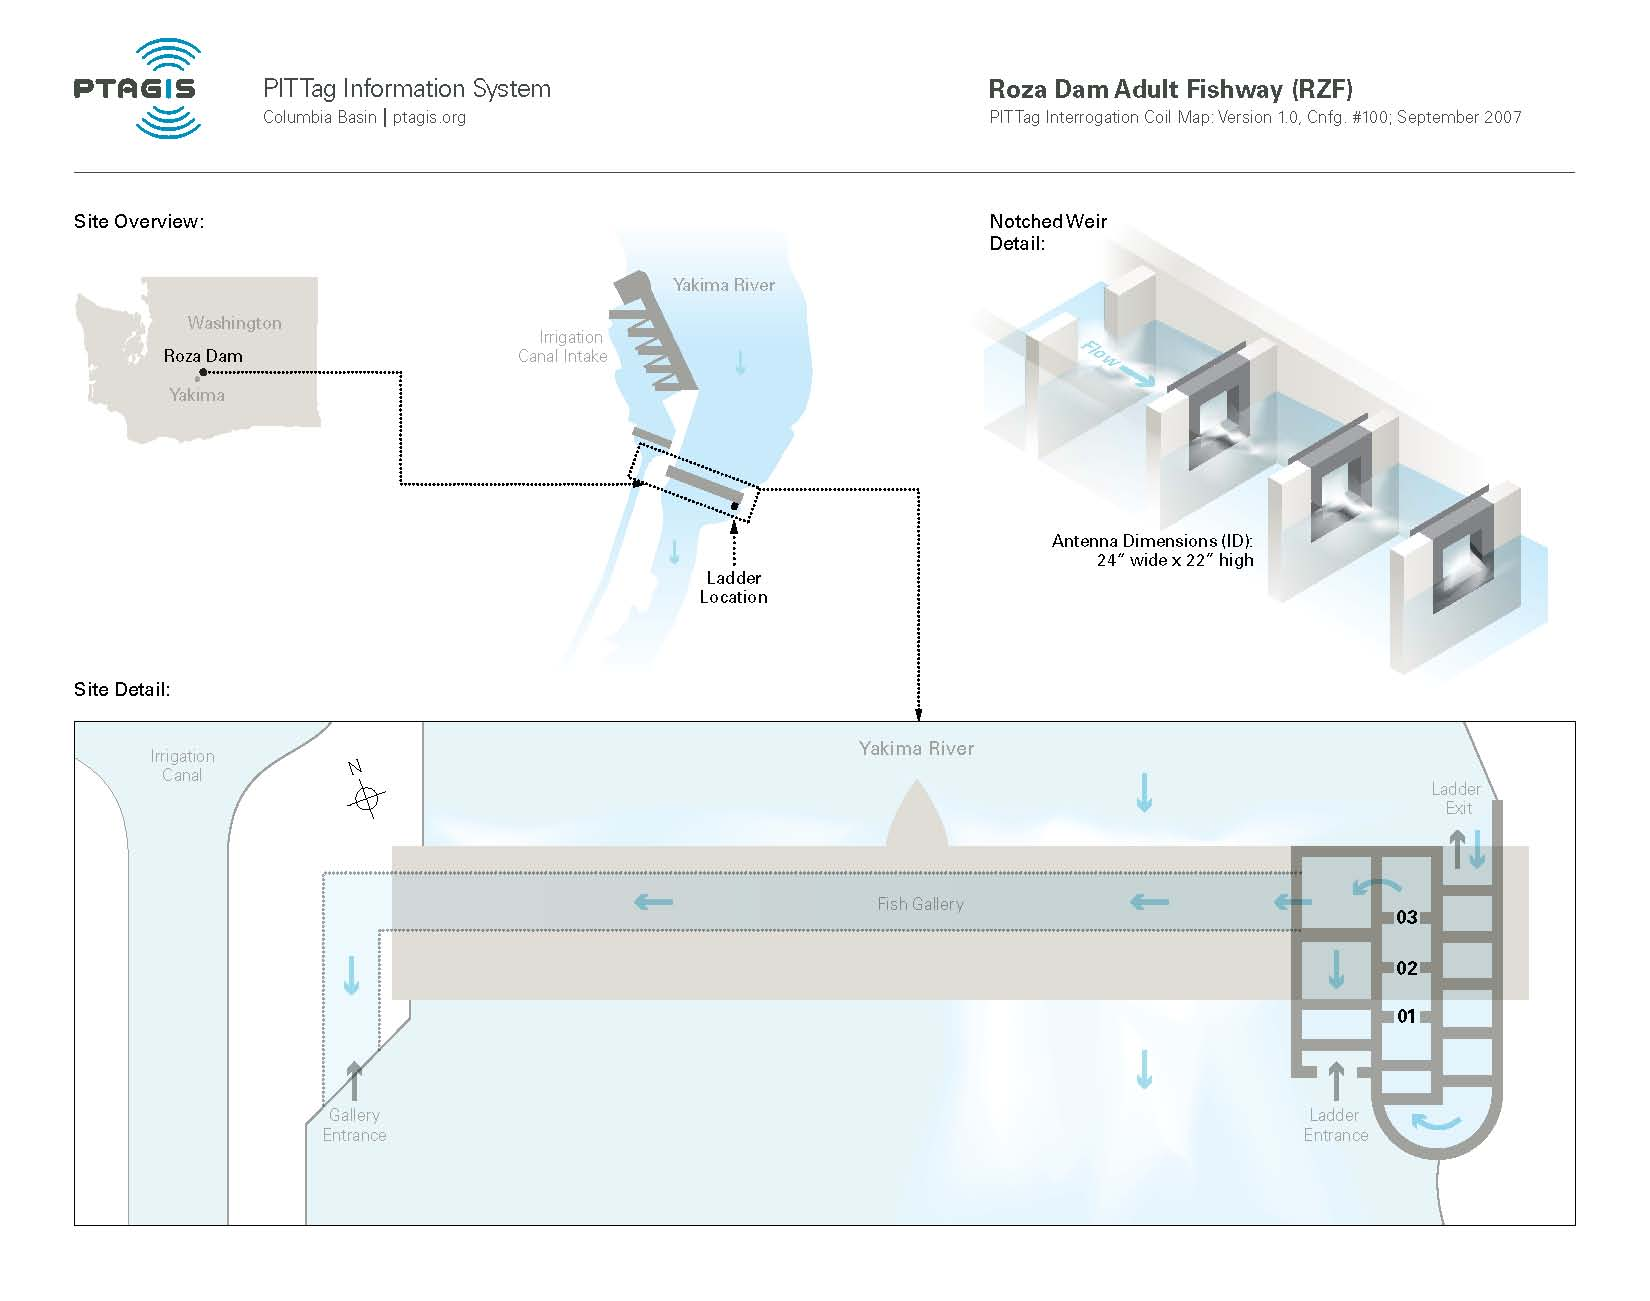 PTAGIS
PITTag Information System
Columbia Basin | ptagis.org
Roza Dam Adult Fishway (RZF)
PITTag Interrogation Coil Map: Version 1.0, Cnfg. #100; September 2007
Site Overview:
Washington
Roza Dam
Yakima
Yakima River
Irrigation
Canal Intake
Ladder
Location
Notched Weir
Detail:
Flow
Antenna Dimensions (ID):
24″ wide x 22″ high
Site Detail:
Irrigation
Canal
N
Yakima River
Ladder
Exit
Fish Gallery
03
02
01
Gallery
Entrance
Ladder
Entrance